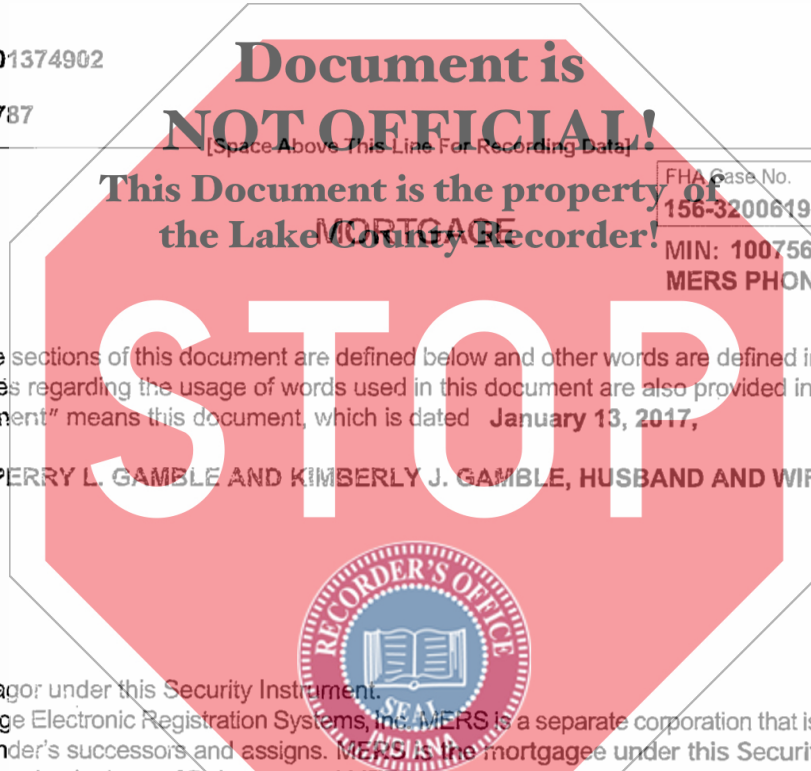 01374902
Document is
787
NOT OFFICIAL!
[Space Above This Line For Recording Data]
This Document is the property of
FHA Case No.
156-3200619
the Lake County Recorder!
MORTGAGE
MIN: 100756
MERS PHON
STOP
e sections of this document are defined below and other words are defined i
es regarding the usage of words used in this document are also provided in
ment" means this document, which is dated January 13, 2017,
PERRY L. GAMBLE AND KIMBERLY J. GAMBLE, HUSBAND AND WIF
RECORDER'S OFFICE
SEAL
INDIANA
agor under this Security Instrument.
ge Electronic Registration Systems, Inc. MERS is a separate corporation that is
nder's successors and assigns. MERS is the mortgagee under this Securi